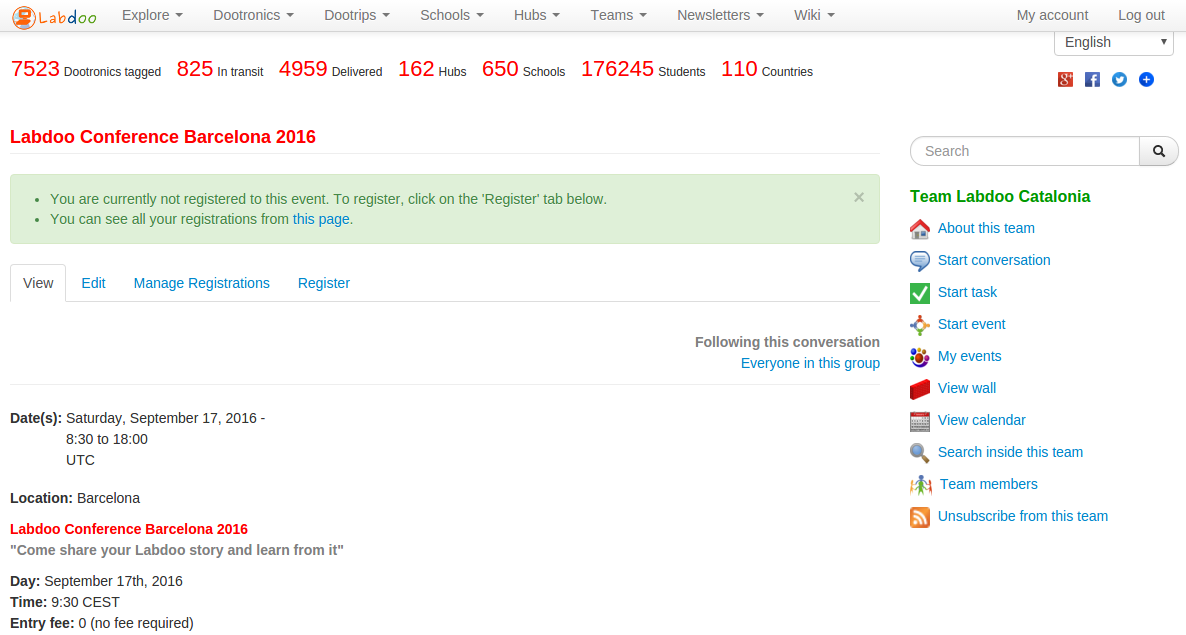 Labdoo Explore Dootronics Dootrips Schools Hubs Teams Newsletters Wiki My account Log out
English
7523 Dootronics tagged 825 In transit 4959 Delivered 162 Hubs 650 Schools 176245 Students 110 Countries
Labdoo Conference Barcelona 2016
You are currently not registered to this event. To register, click on the 'Register' tab below.
You can see all your registrations from this page.
×
View Edit Manage Registrations Register
Following this conversation
Everyone in this group
Date(s): Saturday, September 17, 2016 -
8:30 to 18:00
UTC
Location: Barcelona
Labdoo Conference Barcelona 2016
"Come share your Labdoo story and learn from it"
Day: September 17th, 2016
Time: 9:30 CEST
Entry fee: 0 (no fee required)
Search
Team Labdoo Catalonia
About this team
Start conversation
Start task
Start event
My events
View wall
View calendar
Search inside this team
Team members
Unsubscribe from this team